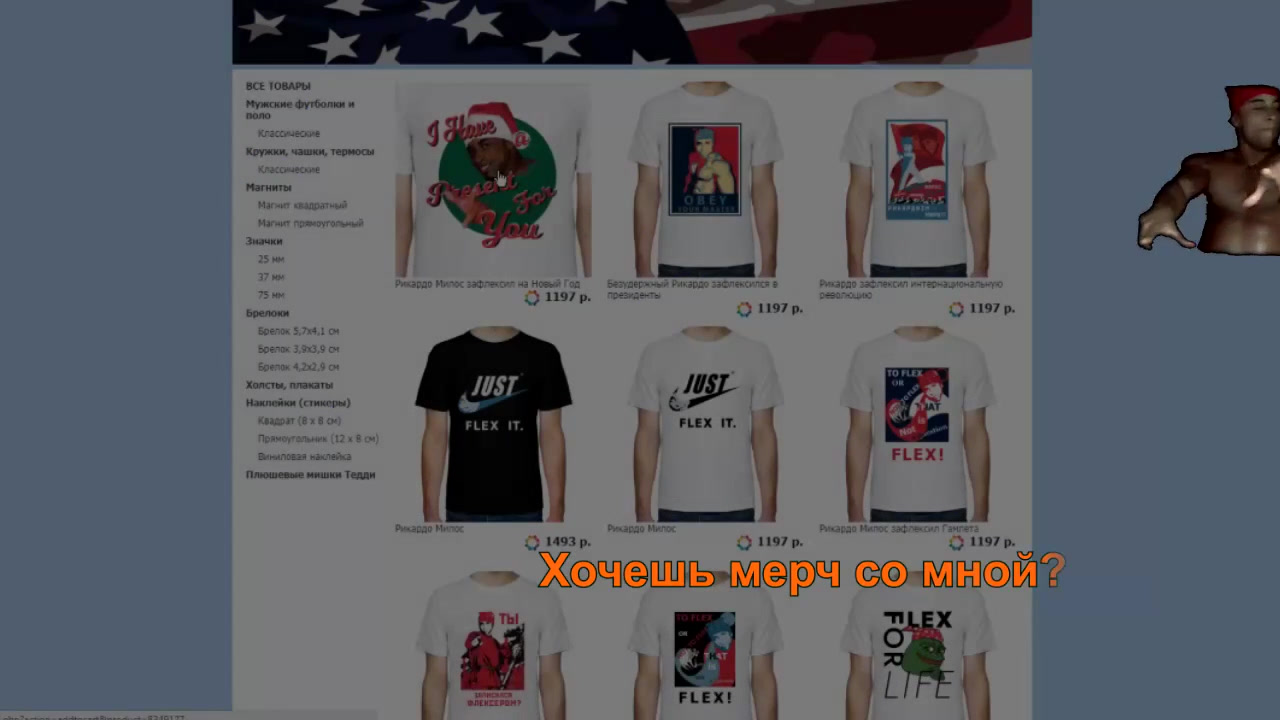 ВСЕ ТОВАРЫ
Мужские футболки и
поло
Классические
Кружки, чашки, термосы
Классические
Магниты
Магнит квадратный
Магнит прямоугольный
Значки
25 мм
37 мм
75 мм
Брелоки
Брелок 5,7x4,1 см
Брелок 3,9x3,9 см
Брелок 4,2x2,9 см
Холсты, плакаты
Наклейки (стикеры)
Квадрат (8 x 8 см)
Прямоугольник (12 x 8 см)
Виниловая наклейка
Плюшевые мишки Тедди
I Have a
Present For
You
Рикардо Милос зафлексил на Новый Год
1197 р.
OBEY
YOUR MASTER
Безудержный Рикардо зафлексился в
президенты
1197 р.
Рикардо зафлексил интернациональную
революцию
1197 р.
JUST
FLEX IT.
Рикардо Милос
1493 р.
JUST
FLEX IT.
Рикардо Милос
1197 р.
TO FLEX
OR
Not
THAT
is
FLEX!
Рикардо Милос зафлексил Гамлета
1197 р.
Хочешь мерч со мной?
ТЫ
ЗАПИСАЛСЯ
ФЛЕКСЕРОМ?
TO FLEX
OR
THAT
is
FLEX!
FLEX
FOR
LIFE